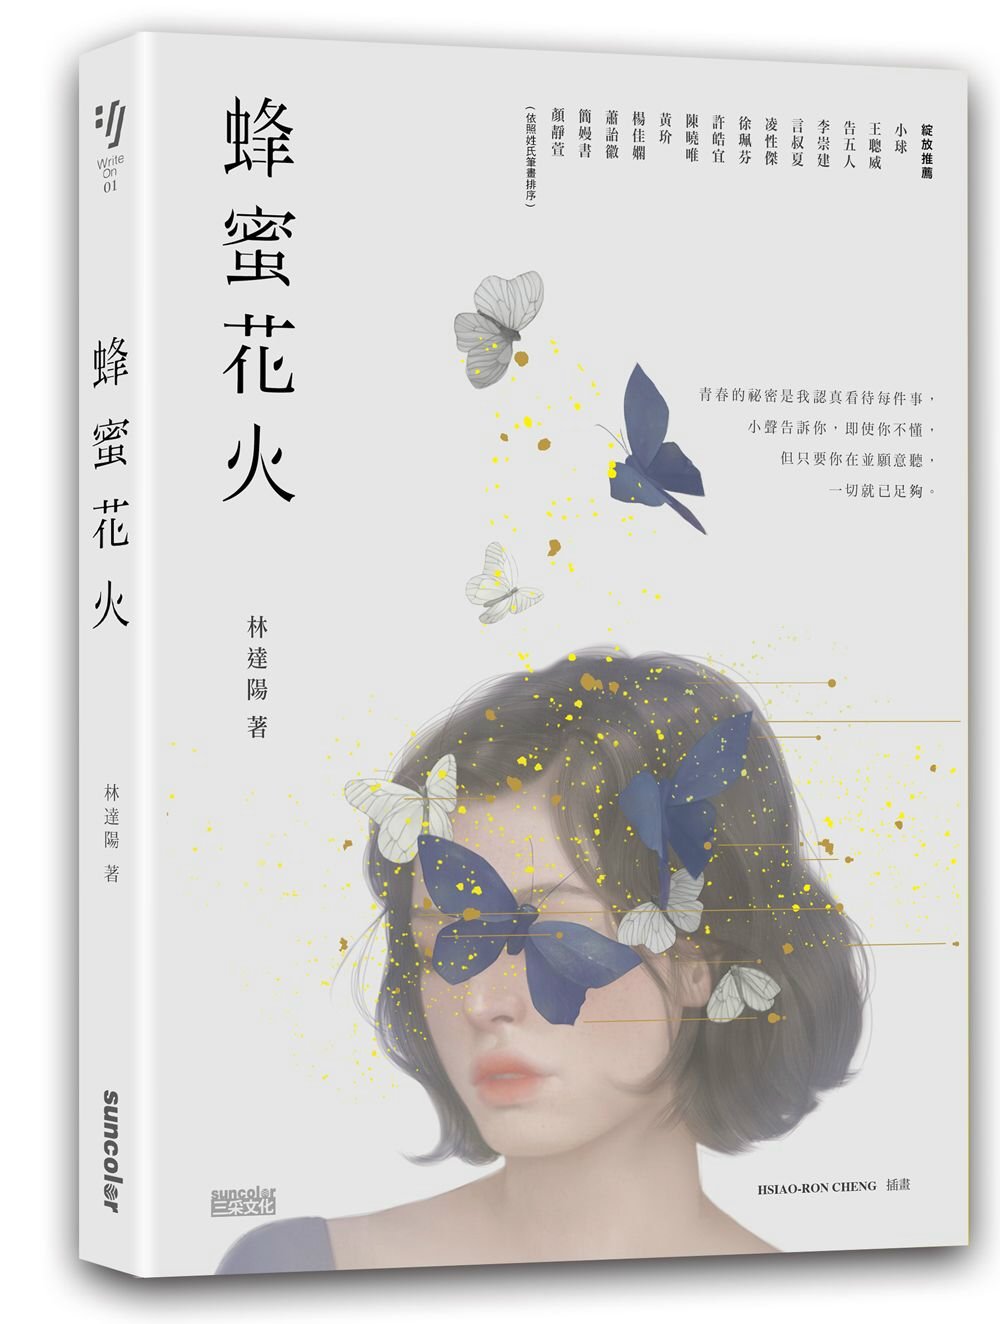 Write
On
01
蜂蜜花火
林達陽 著
suncolor
蜂蜜花火
林達陽 著
綻放推薦
小球
王聰威
告五人
李崇建
言叔夏
凌性傑
徐珮芬
許皓宜
陳曉唯
黃玠
楊佳嫻
蕭詒徽
簡嫚書
顏靜萱
(依照姓氏筆畫排序)
青春的祕密是我認真看待每件事，
小聲告訴你，即使你不懂，
但只要你在並願意聽，
一切就已足夠。
suncolor
三采文化
HSIAO-RON CHENG 插畫